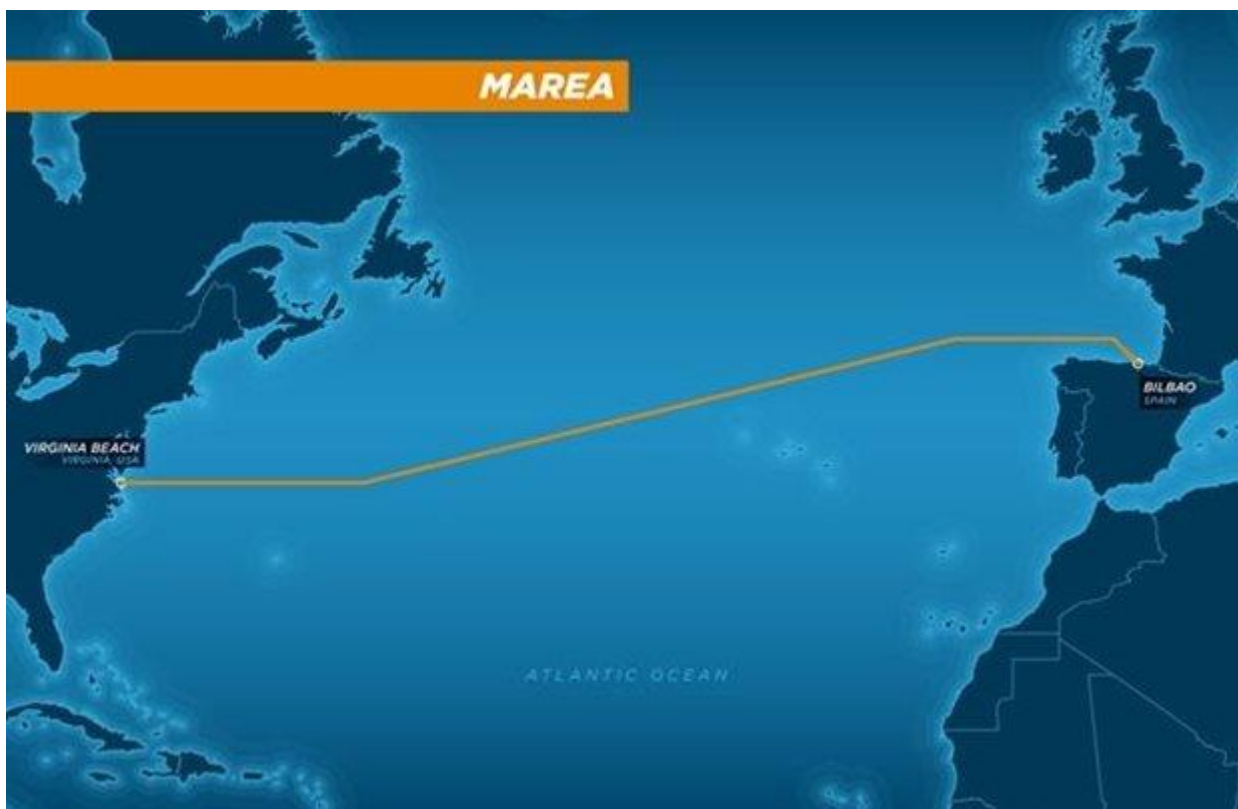 MAREA
BILBAO
SPAIN
VIRGINIA BEACH
VIRGINIA, USA
ATLANTIC OCEAN